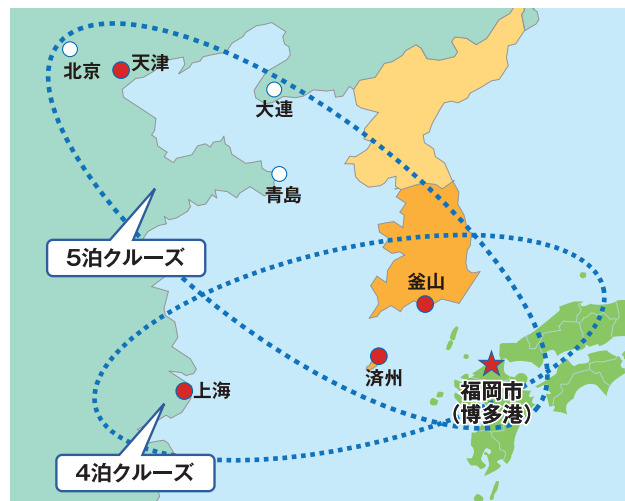 北京
天津
大連
青島
5泊クルーズ
釜山
済州
上海
福岡市
(博多港)
4泊クルーズ